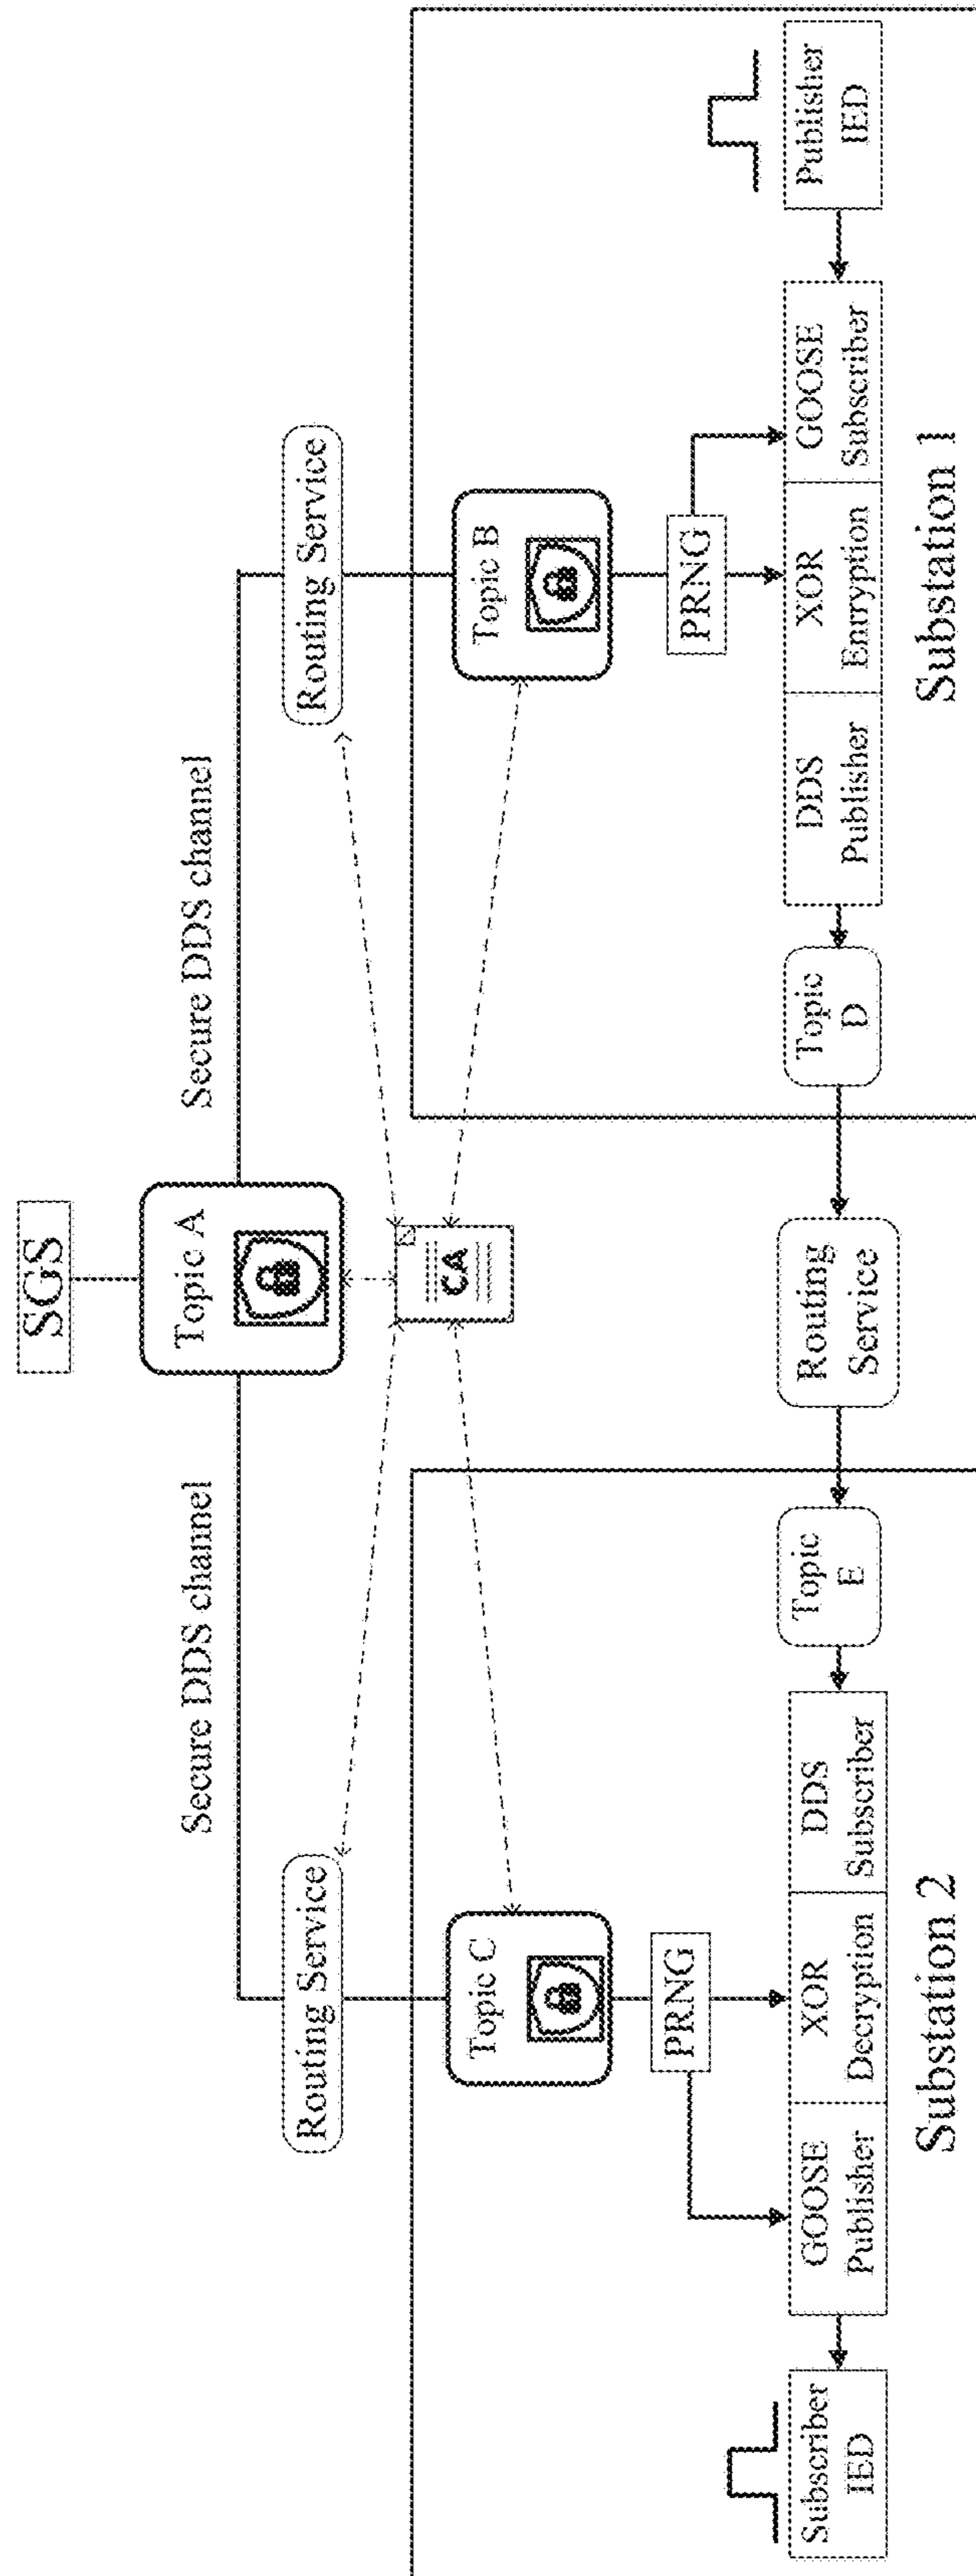 SGS
Secure DDS channel
Topic A
Secure DDS channel
Routing Service
Routing Service
CA
Topic C
Topic B
PRNG
PRNG
Subscriber
IED
GOOSE
Publisher
XOR
Decryption
DDS
Subscriber
Topic
E
Routing
Service
Topic
D
DDS
Publisher
XOR
Enrryption
GOOSE
Subscriber
Publisher
IED
Substation 2
Substation 1